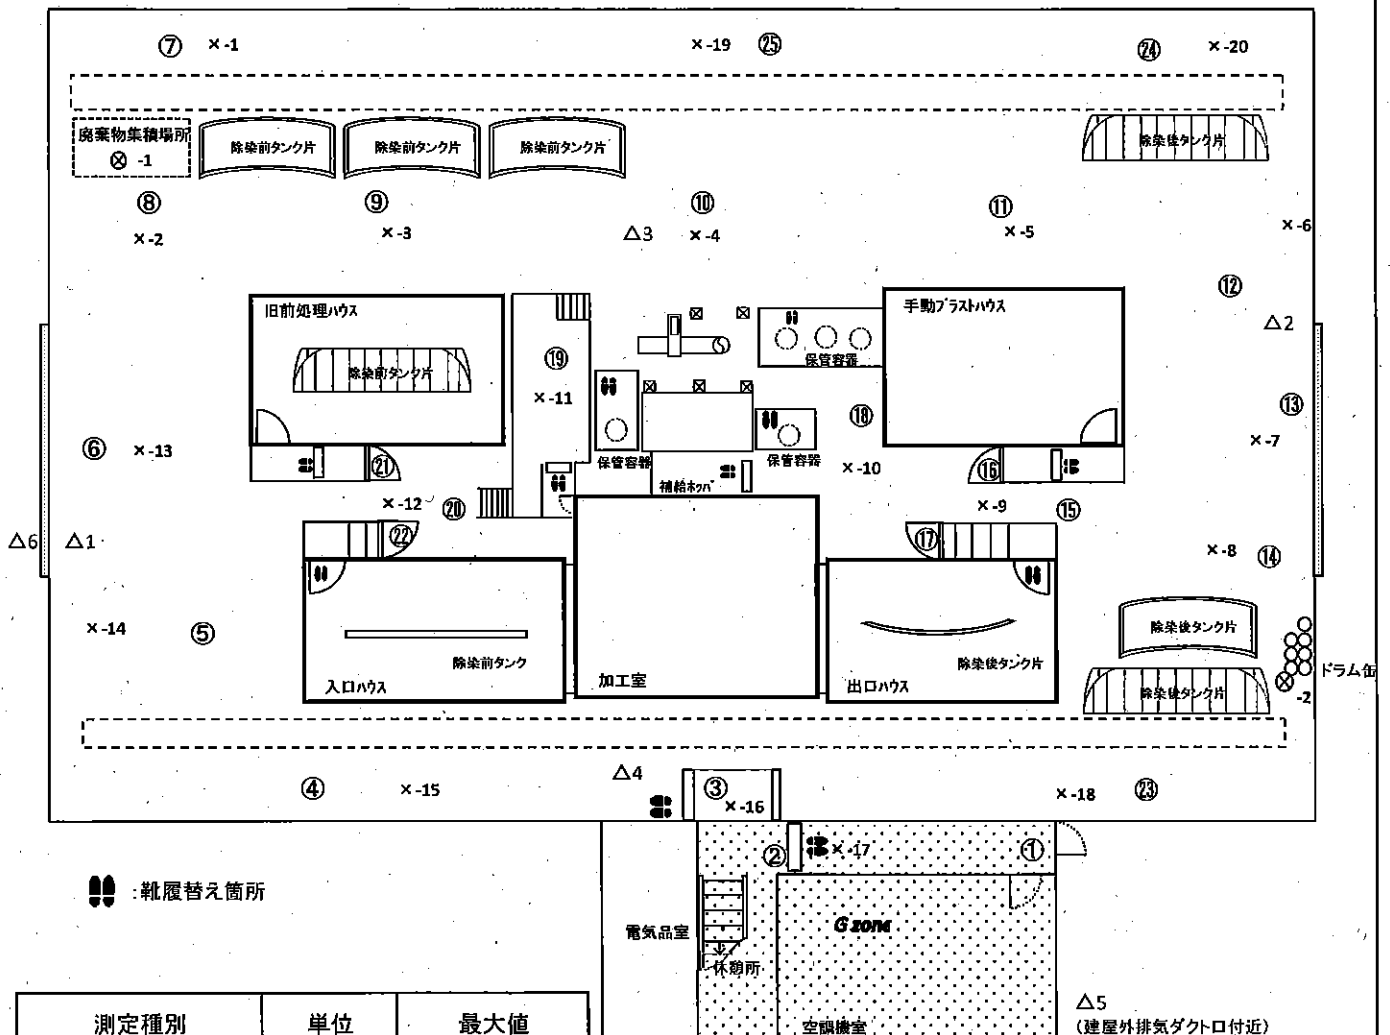 ⑦ ×-1 ×-19 ㉕ ㉔ ×-20
廃棄物集積場所
⊗ -1
除染前タンク片 除染前タンク片 除染前タンク片 除染後タンク片
⑧ ⑨ ⑩ ⑪
×-2 ×-3 △3 ×-4 ×-5 ×-6
⑫
旧前処理ハウス 手動ブラストハウス
△2
⑲ 保管容器
除染前タンク片
×-11 ⑱ ⑬
⑥ ×-13 ×-7
㉑ 保管容器 保管容器 ×-10 ⑯
補給ホッパ
×-12 ⑳ ×-9 ⑮
△6 △1 ㉒ ⑰ ×-8 ⑭
×-14 ⑤ 除染後タンク片
除染前タンク 除染後タンク片 ドラム缶
入口ハウス 加工室 出口ハウス 除染後タンク片 ⊗ -2
④ ×-15 △4 ③ ×-16 ×-18 ㉓
② ×-17 ①
:靴履替え箇所
電気品室 G zone
休憩所
測定種別 単位 最大値
空調機室
△5
(建屋外排気ダクト口付近)